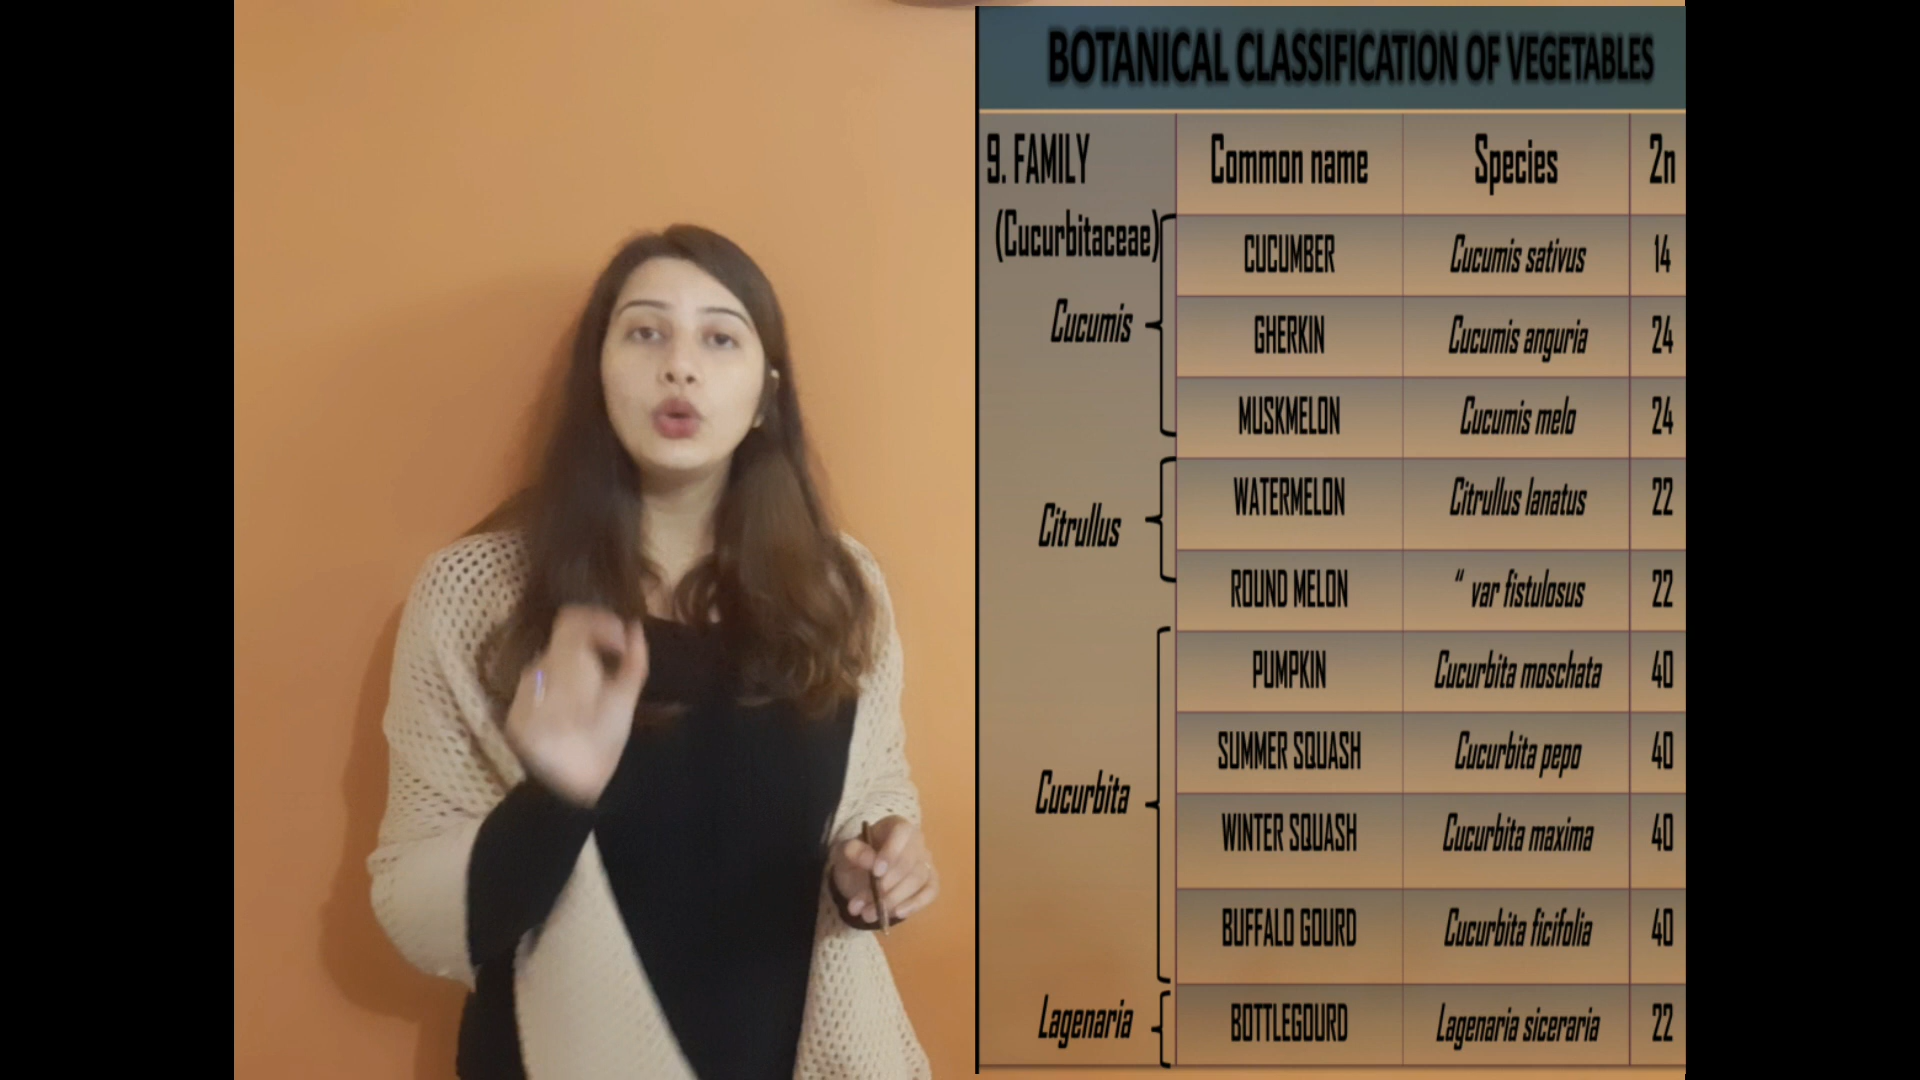 BOTANICAL CLASSIFICATION OF VEGETABLES
9. FAMILY Common name Species 2n
(Cucurbitaceae)
CUCUMBER Cucumis sativus 14
Cucumis
GHERKIN Cucumis anguria 24
MUSKMELON Cucumis melo 24
WATERMELON Citrullus lanatus 22
Citrullus
ROUND MELON “ var fistulosus 22
PUMPKIN Cucurbita moschata 40
SUMMER SQUASH Cucurbita pepo 40
Cucurbita
WINTER SQUASH Cucurbita maxima 40
BUFFALO GOURD Cucurbita ficifolia 40
Lagenaria BOTTLEGOURD Lagenaria siceraria 22